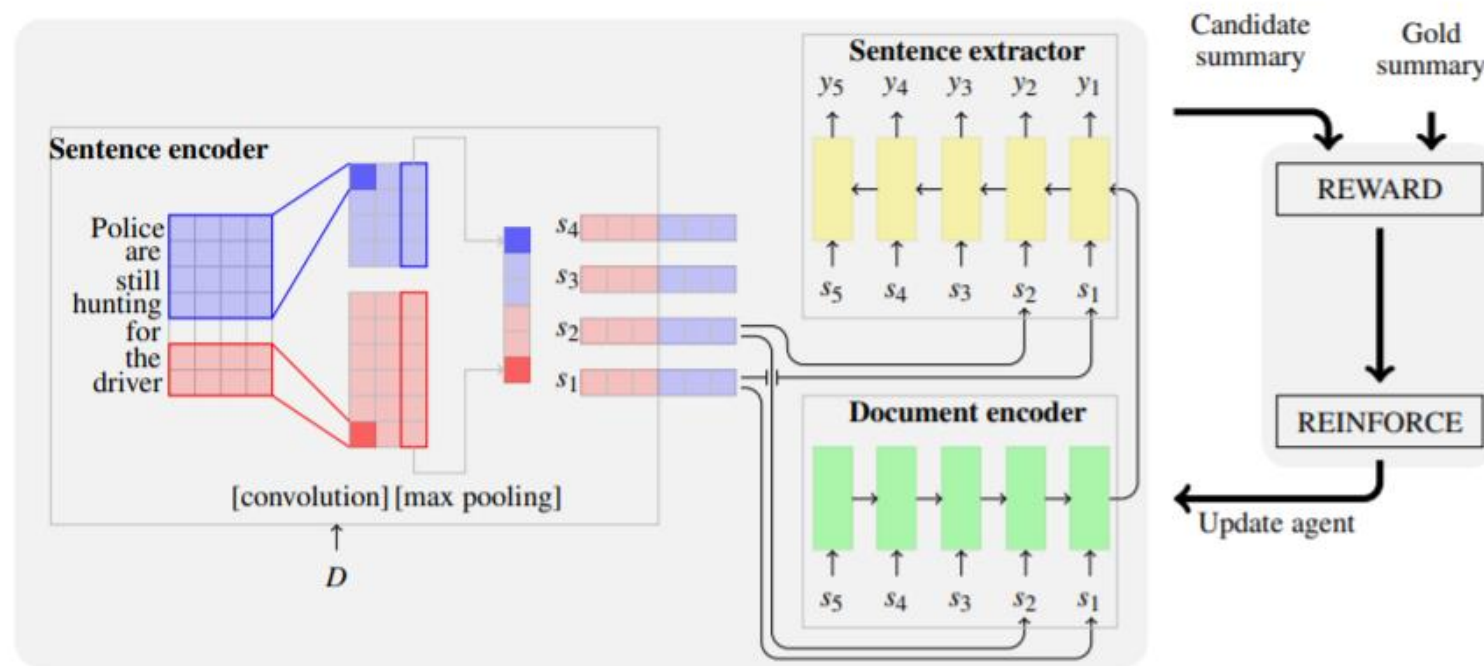 Sentence encoder
Police
are
still
hunting
for
the
driver
[convolution] [max pooling]
D
s4
s3
s2
s1
Sentence extractor
y5 y4 y3 y2 y1
s5 s4 s3 s2 s1
Document encoder
s5 s4 s3 s2 s1
Candidate
summary
Gold
summary
REWARD
REINFORCE
Update agent